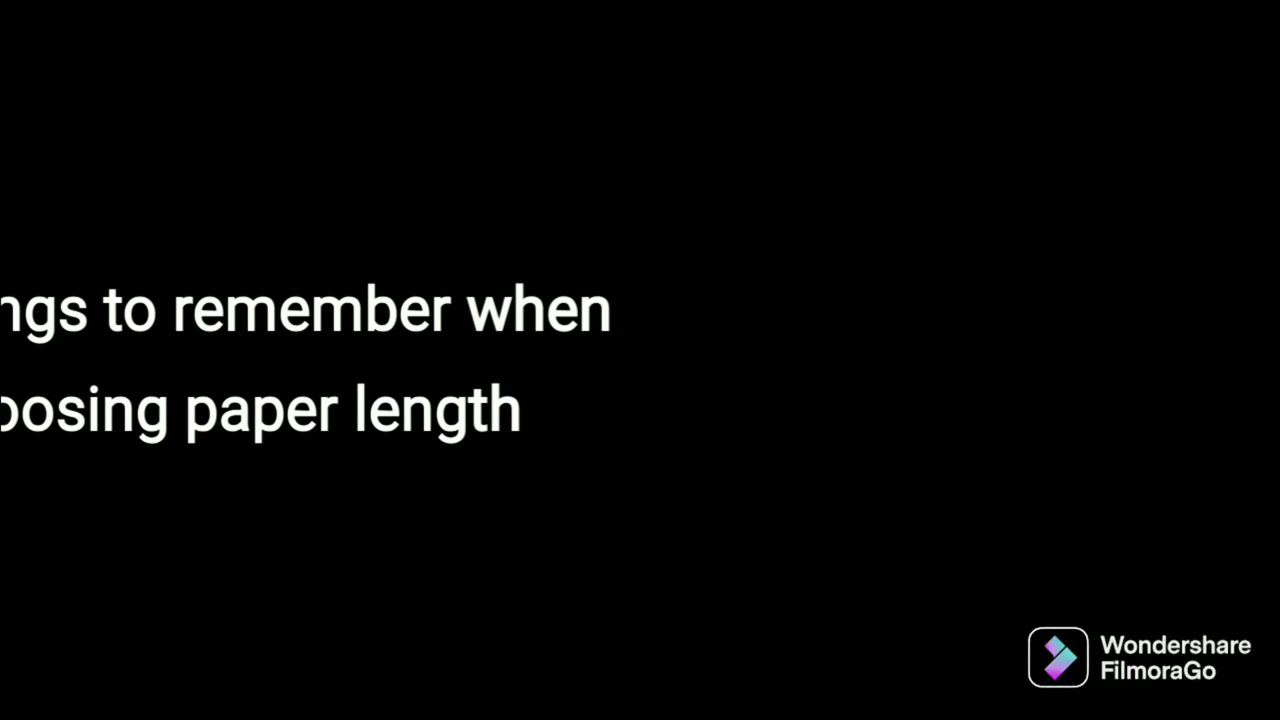 ngs to remember when
oosing paper length
Wondershare
FilmoraGo